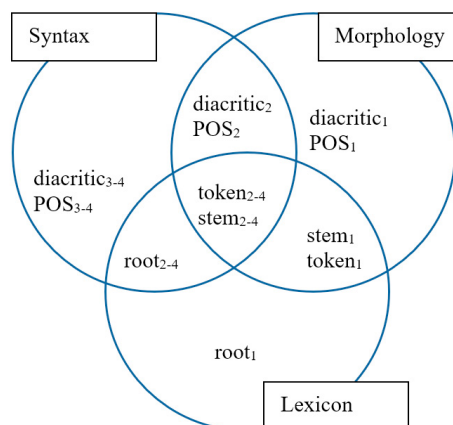 Syntax
Morphology
diacritic₂
POS₂
diacritic₁
POS₁
diacritic₃₋₄
POS₃₋₄
token₂₋₄
stem₂₋₄
stem₁
token₁
root₂₋₄
root₁
Lexicon